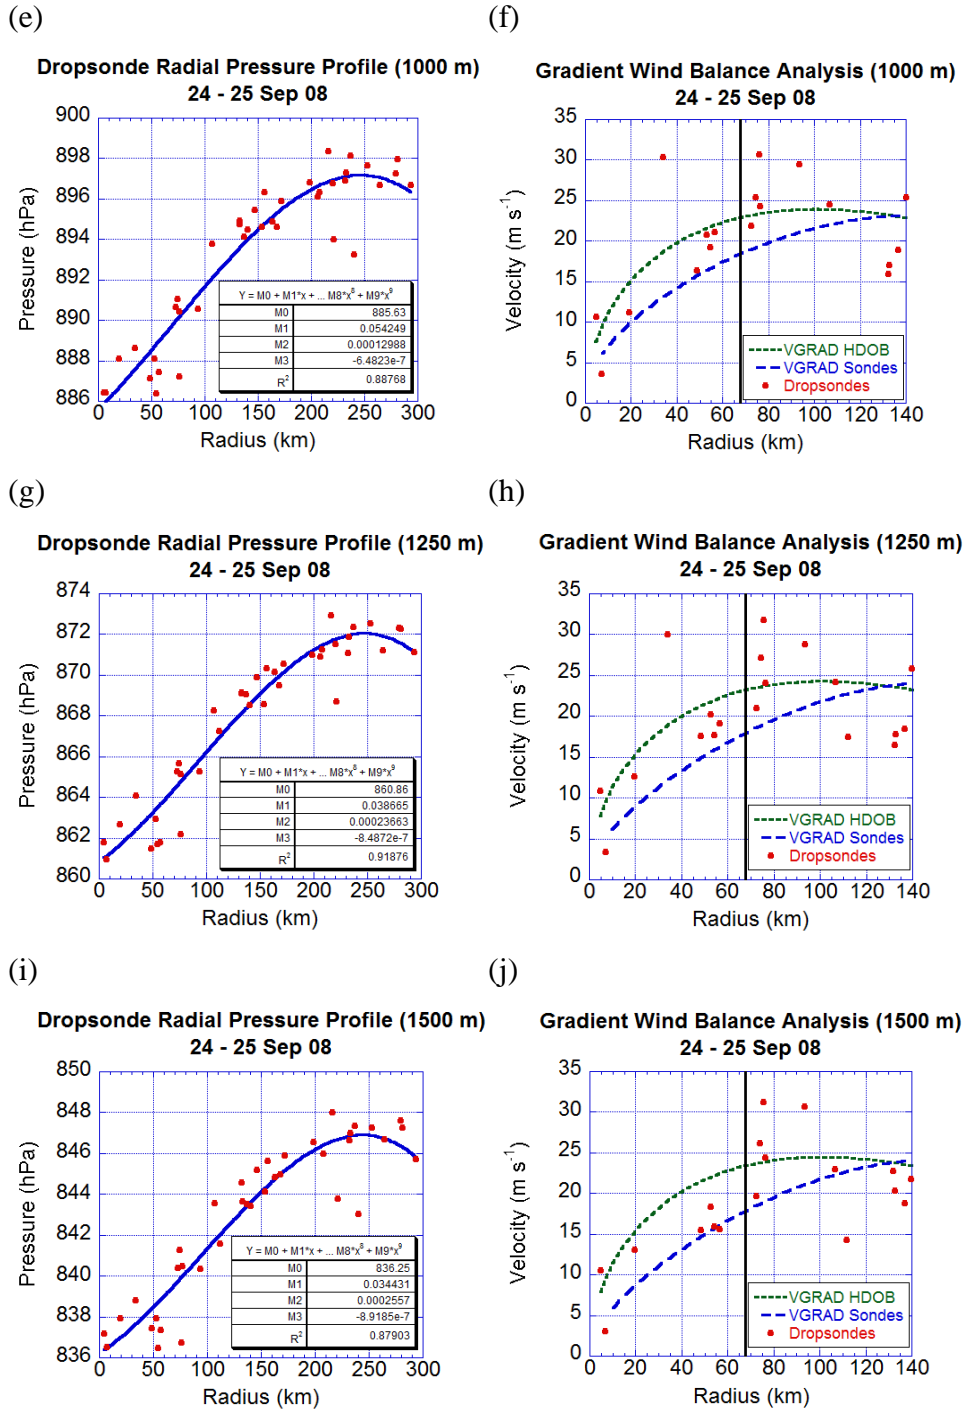 (e)
Dropsonde Radial Pressure Profile (1000 m)
24 - 25 Sep 08
Pressure (hPa)
900
898
896
894
892
890
888
886
Y = M0 + M1*x + ... M8*x⁸ + M9*x⁹
M0 885.63
M1 0.054249
M2 0.00012988
M3 -6.4823e-7
R² 0.88768
0 50 100 150 200 250 300
Radius (km)
(f)
Gradient Wind Balance Analysis (1000 m)
24 - 25 Sep 08
Velocity (m s⁻¹)
35
30
25
20
15
10
5
0
VGRAD HDOB
VGRAD Sondes
Dropsondes
0 20 40 60 80 100 120 140
Radius (km)
(g)
Dropsonde Radial Pressure Profile (1250 m)
24 - 25 Sep 08
Pressure (hPa)
874
872
870
868
866
864
862
860
Y = M0 + M1*x + ... M8*x⁸ + M9*x⁹
M0 860.86
M1 0.038665
M2 0.00023663
M3 -8.4872e-7
R² 0.91876
0 50 100 150 200 250 300
Radius (km)
(h)
Gradient Wind Balance Analysis (1250 m)
24 - 25 Sep 08
Velocity (m s⁻¹)
35
30
25
20
15
10
5
0
VGRAD HDOB
VGRAD Sondes
Dropsondes
0 20 40 60 80 100 120 140
Radius (km)
(i)
Dropsonde Radial Pressure Profile (1500 m)
24 - 25 Sep 08
Pressure (hPa)
850
848
846
844
842
840
838
836
Y = M0 + M1*x + ... M8*x⁸ + M9*x⁹
M0 836.25
M1 0.034431
M2 0.0002557
M3 -8.9185e-7
R² 0.87903
0 50 100 150 200 250 300
Radius (km)
(j)
Gradient Wind Balance Analysis (1500 m)
24 - 25 Sep 08
Velocity (m s⁻¹)
35
30
25
20
15
10
5
0
VGRAD HDOB
VGRAD Sondes
Dropsondes
0 20 40 60 80 100 120 140
Radius (km)